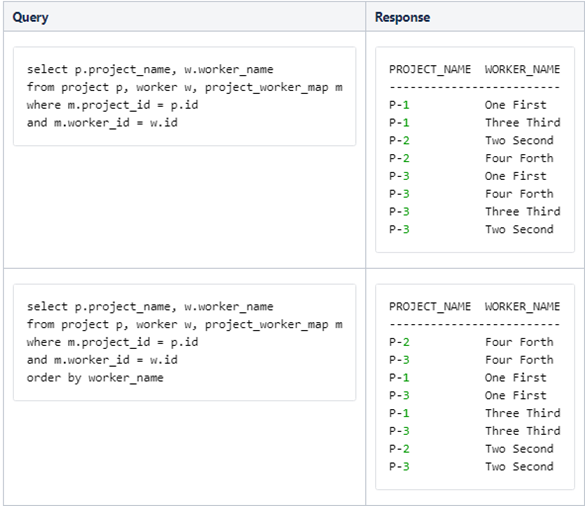 Query Response
select p.project_name, w.worker_name
from project p, worker w, project_worker_map m
where m.project_id = p.id
and m.worker_id = w.id
PROJECT_NAME WORKER_NAME
-------------------------
P-1 One First
P-1 Three Third
P-2 Two Second
P-2 Four Forth
P-3 One First
P-3 Four Forth
P-3 Three Third
P-3 Two Second
select p.project_name, w.worker_name
from project p, worker w, project_worker_map m
where m.project_id = p.id
and m.worker_id = w.id
order by worker_name
PROJECT_NAME WORKER_NAME
-------------------------
P-2 Four Forth
P-3 Four Forth
P-1 One First
P-3 One First
P-1 Three Third
P-3 Three Third
P-2 Two Second
P-3 Two Second